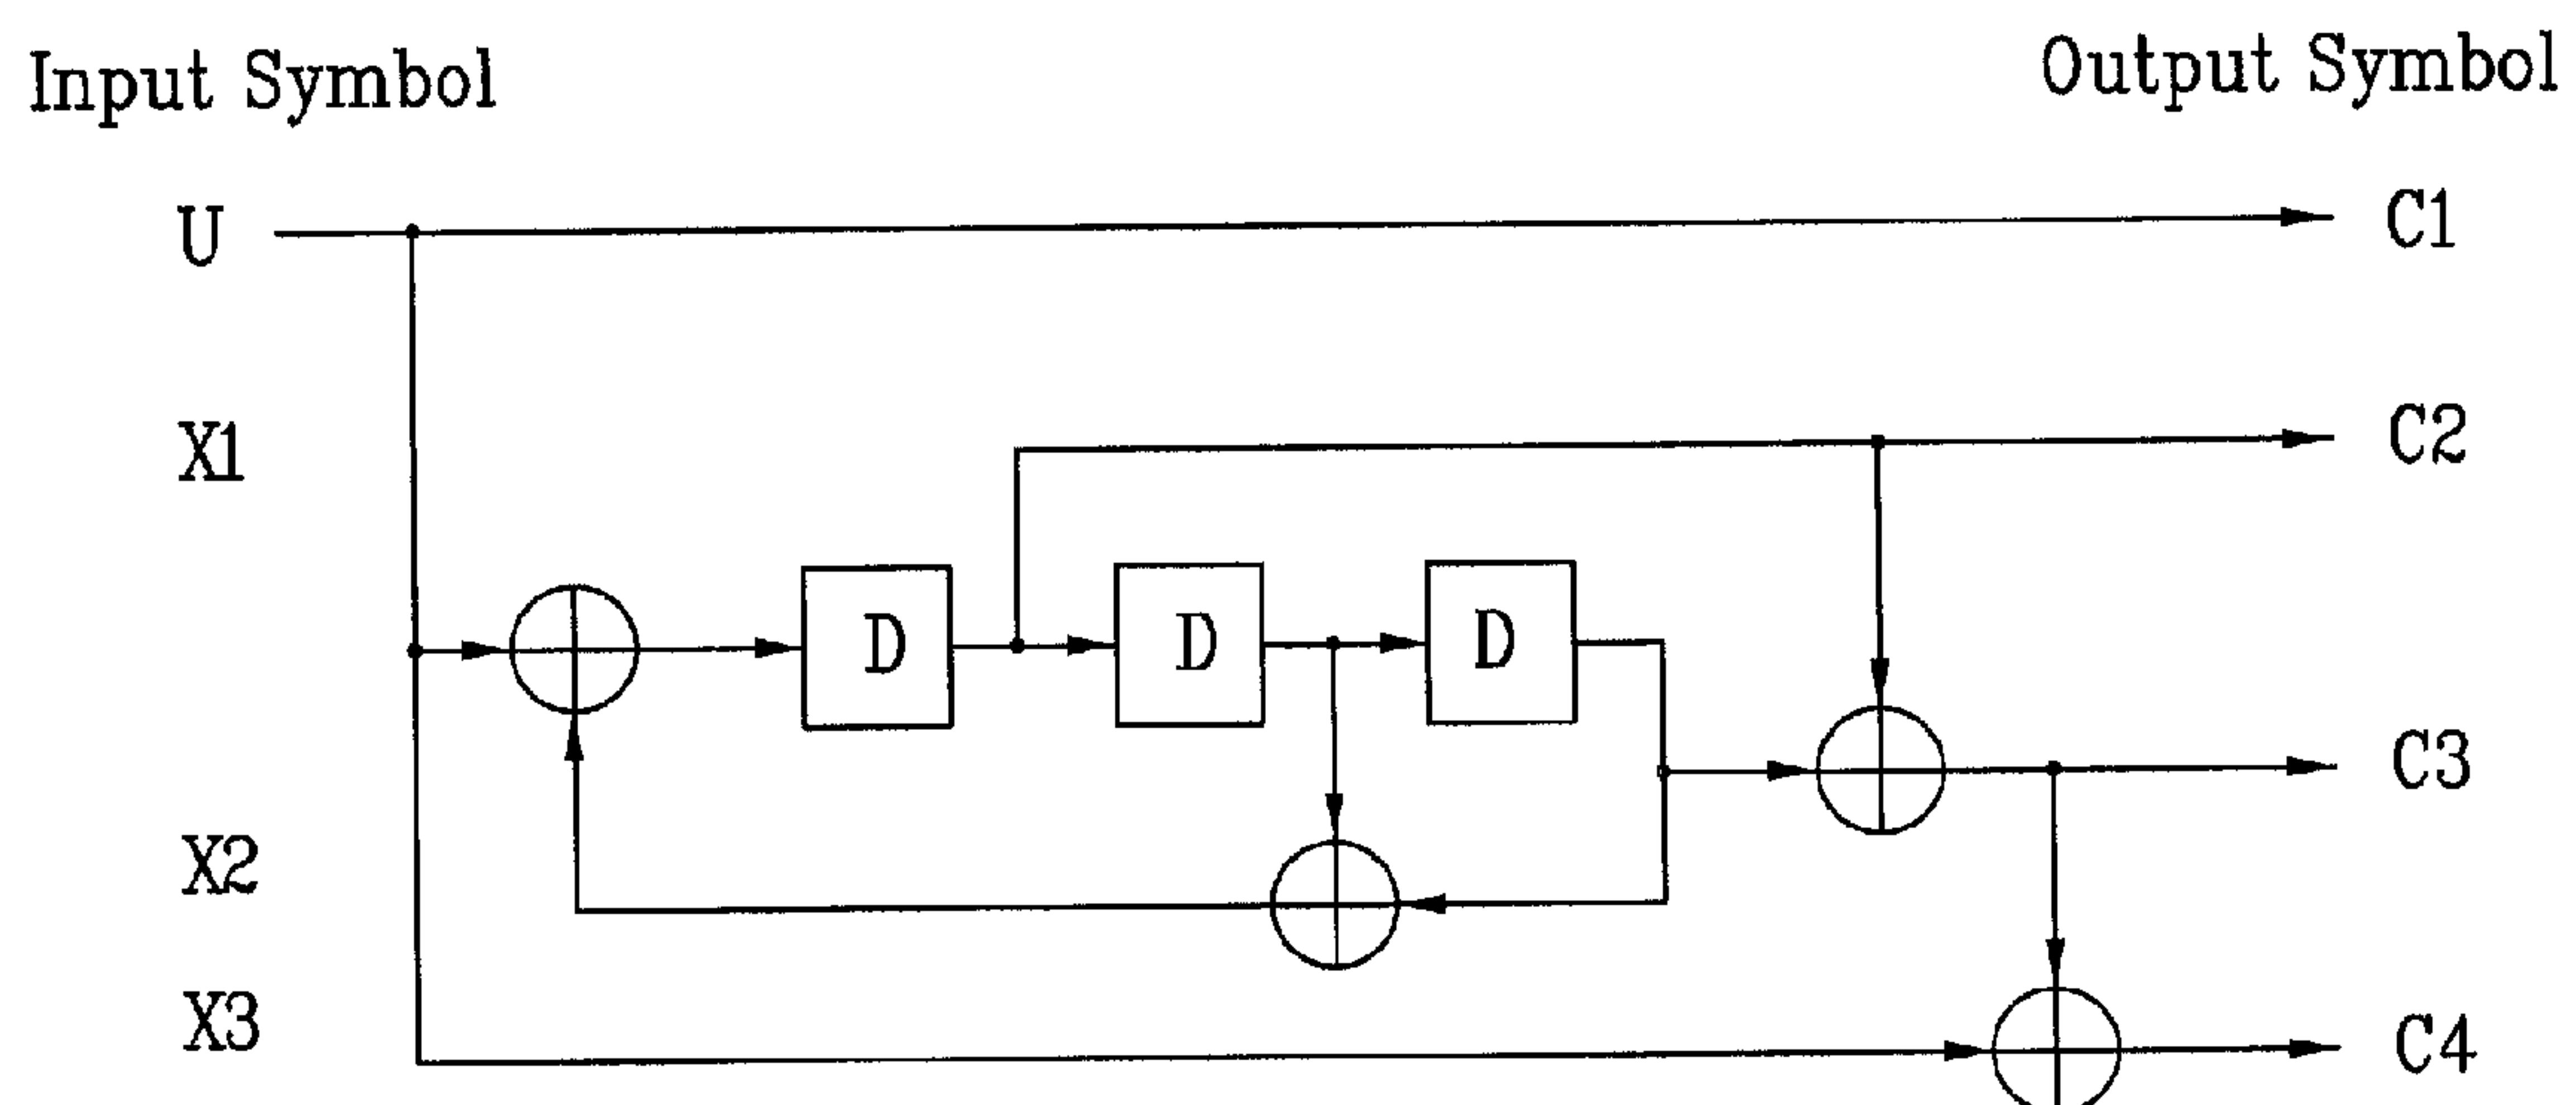 Input Symbol
Output Symbol
U
C1
X1
C2
D
D
D
C3
X2
X3
C4